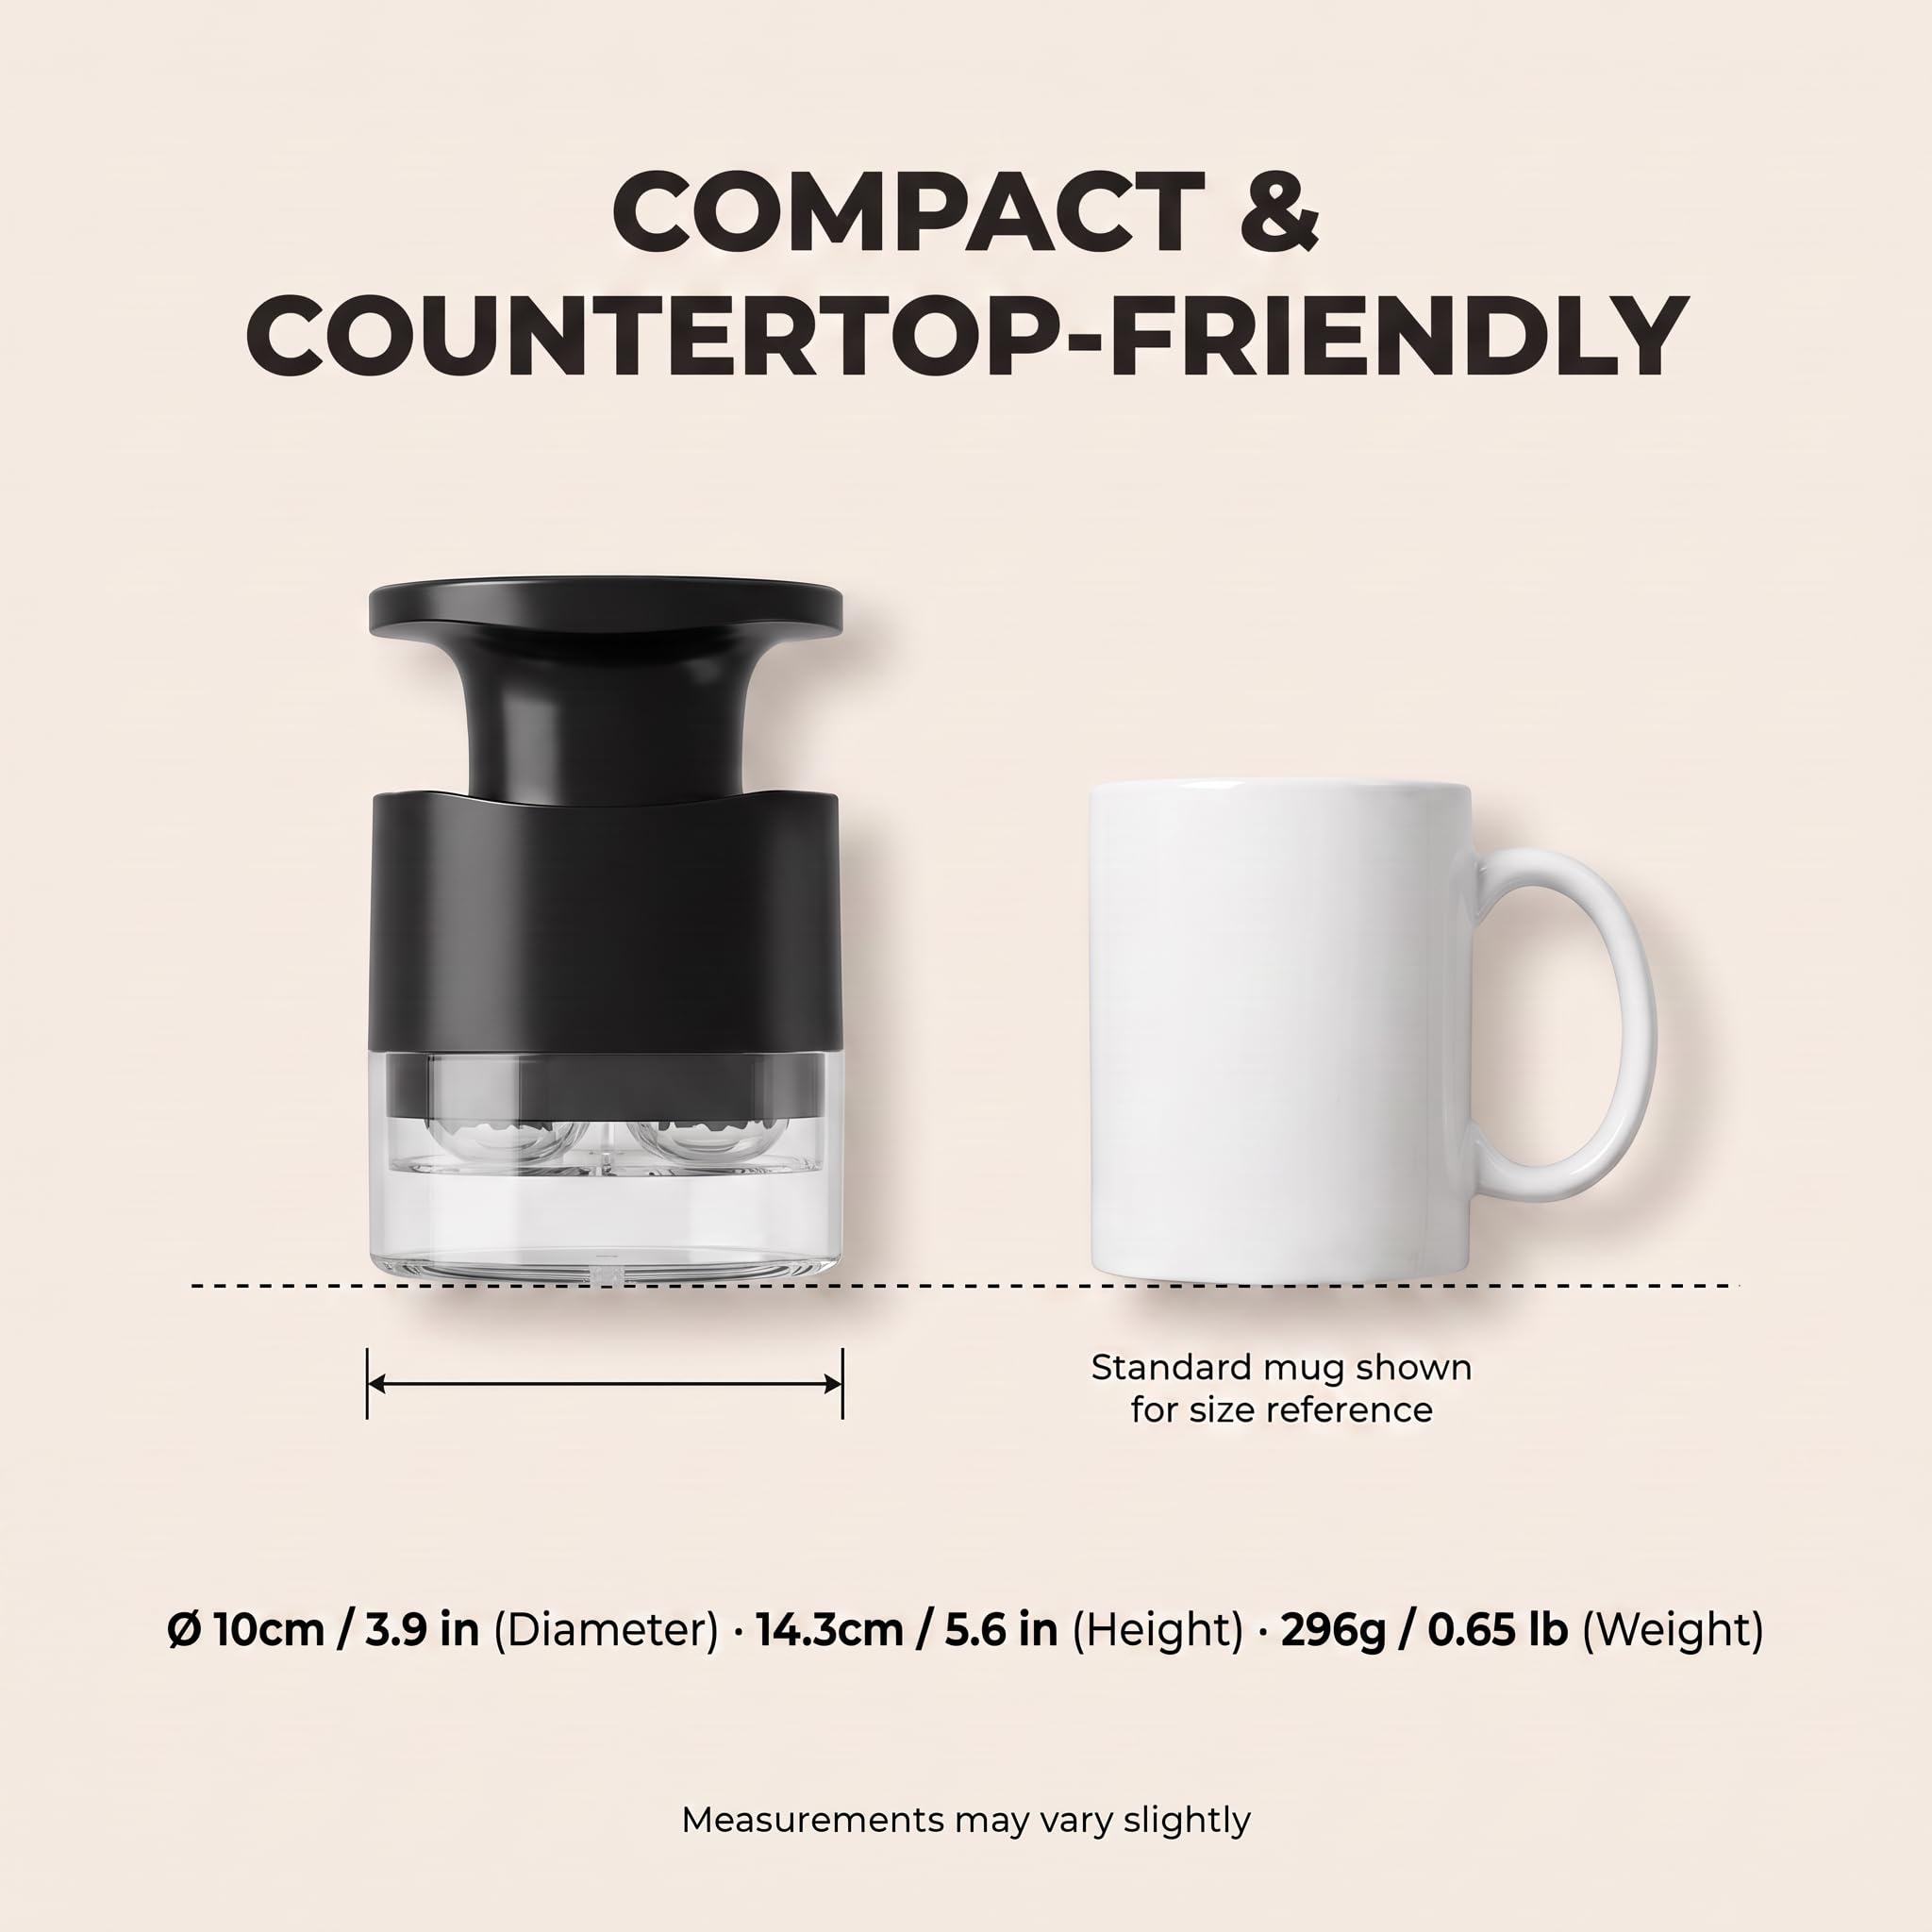 COMPACT &
COUNTERTOP-FRIENDLY
Standard mug shown
for size reference
Ø 10cm / 3.9 in (Diameter) · 14.3cm / 5.6 in (Height) · 296g / 0.65 lb (Weight)
Measurements may vary slightly